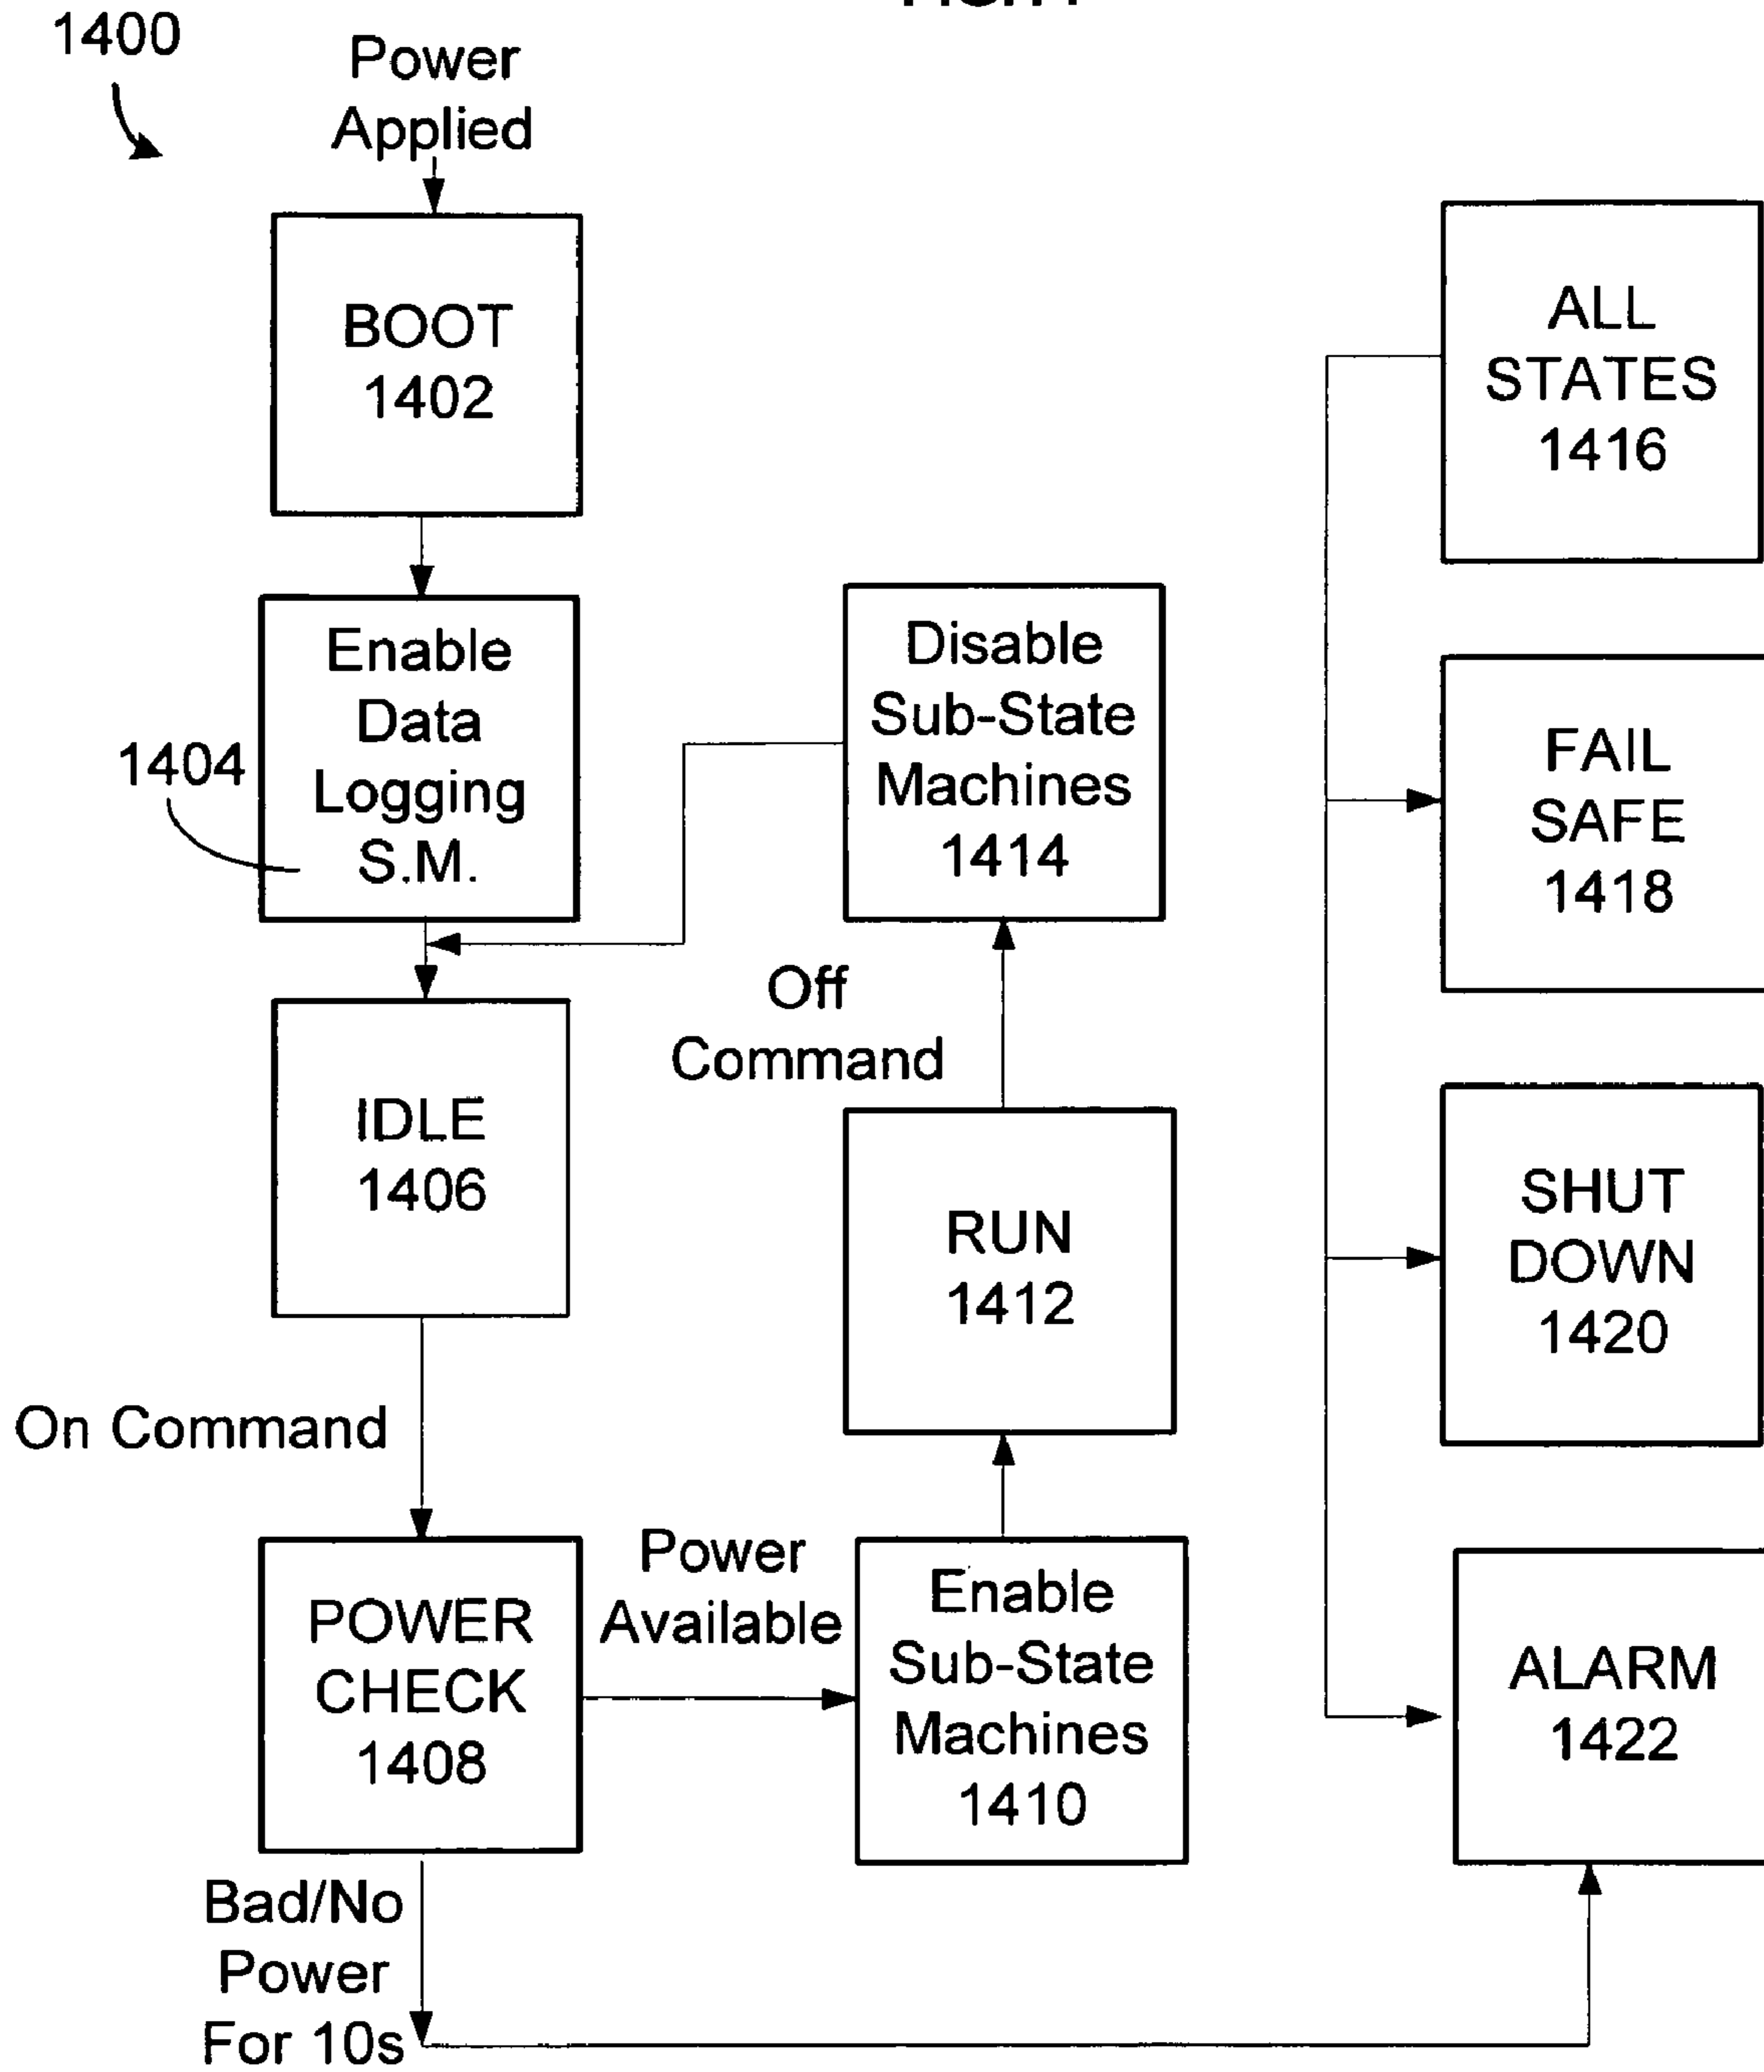 1400
Power
Applied
BOOT
1402
Enable
Data
Logging
S.M.
1404
IDLE
1406
On Command
POWER
CHECK
1408
Bad/No
Power
For 10s
Power
Available
Enable
Sub-State
Machines
1410
RUN
1412
Off
Command
Disable
Sub-State
Machines
1414
ALL
STATES
1416
FAIL
SAFE
1418
SHUT
DOWN
1420
ALARM
1422